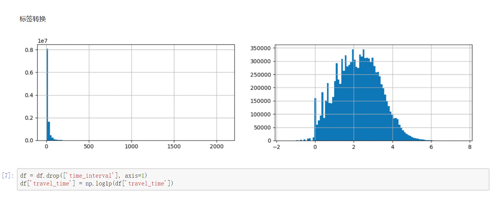 标签转换
1e7
0.8
0.6
0.4
0.2
0.0
0 500 1000 1500 2000
350000
300000
250000
200000
150000
100000
50000
0
−2 0 2 4 6 8
[7]: df = df.drop(['time_interval'], axis=1)
df['travel_time'] = np.log1p(df['travel_time'])